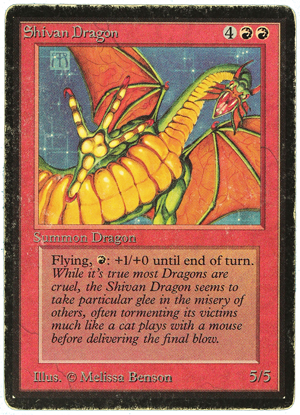 Shivan Dragon 4
Summon Dragon
Flying, : +1/+0 until end of turn.
While it's true most Dragons are
cruel, the Shivan Dragon seems to
take particular glee in the misery of
others, often tormenting its victims
much like a cat plays with a mouse
before delivering the final blow.
Illus. © Melissa Benson 5/5